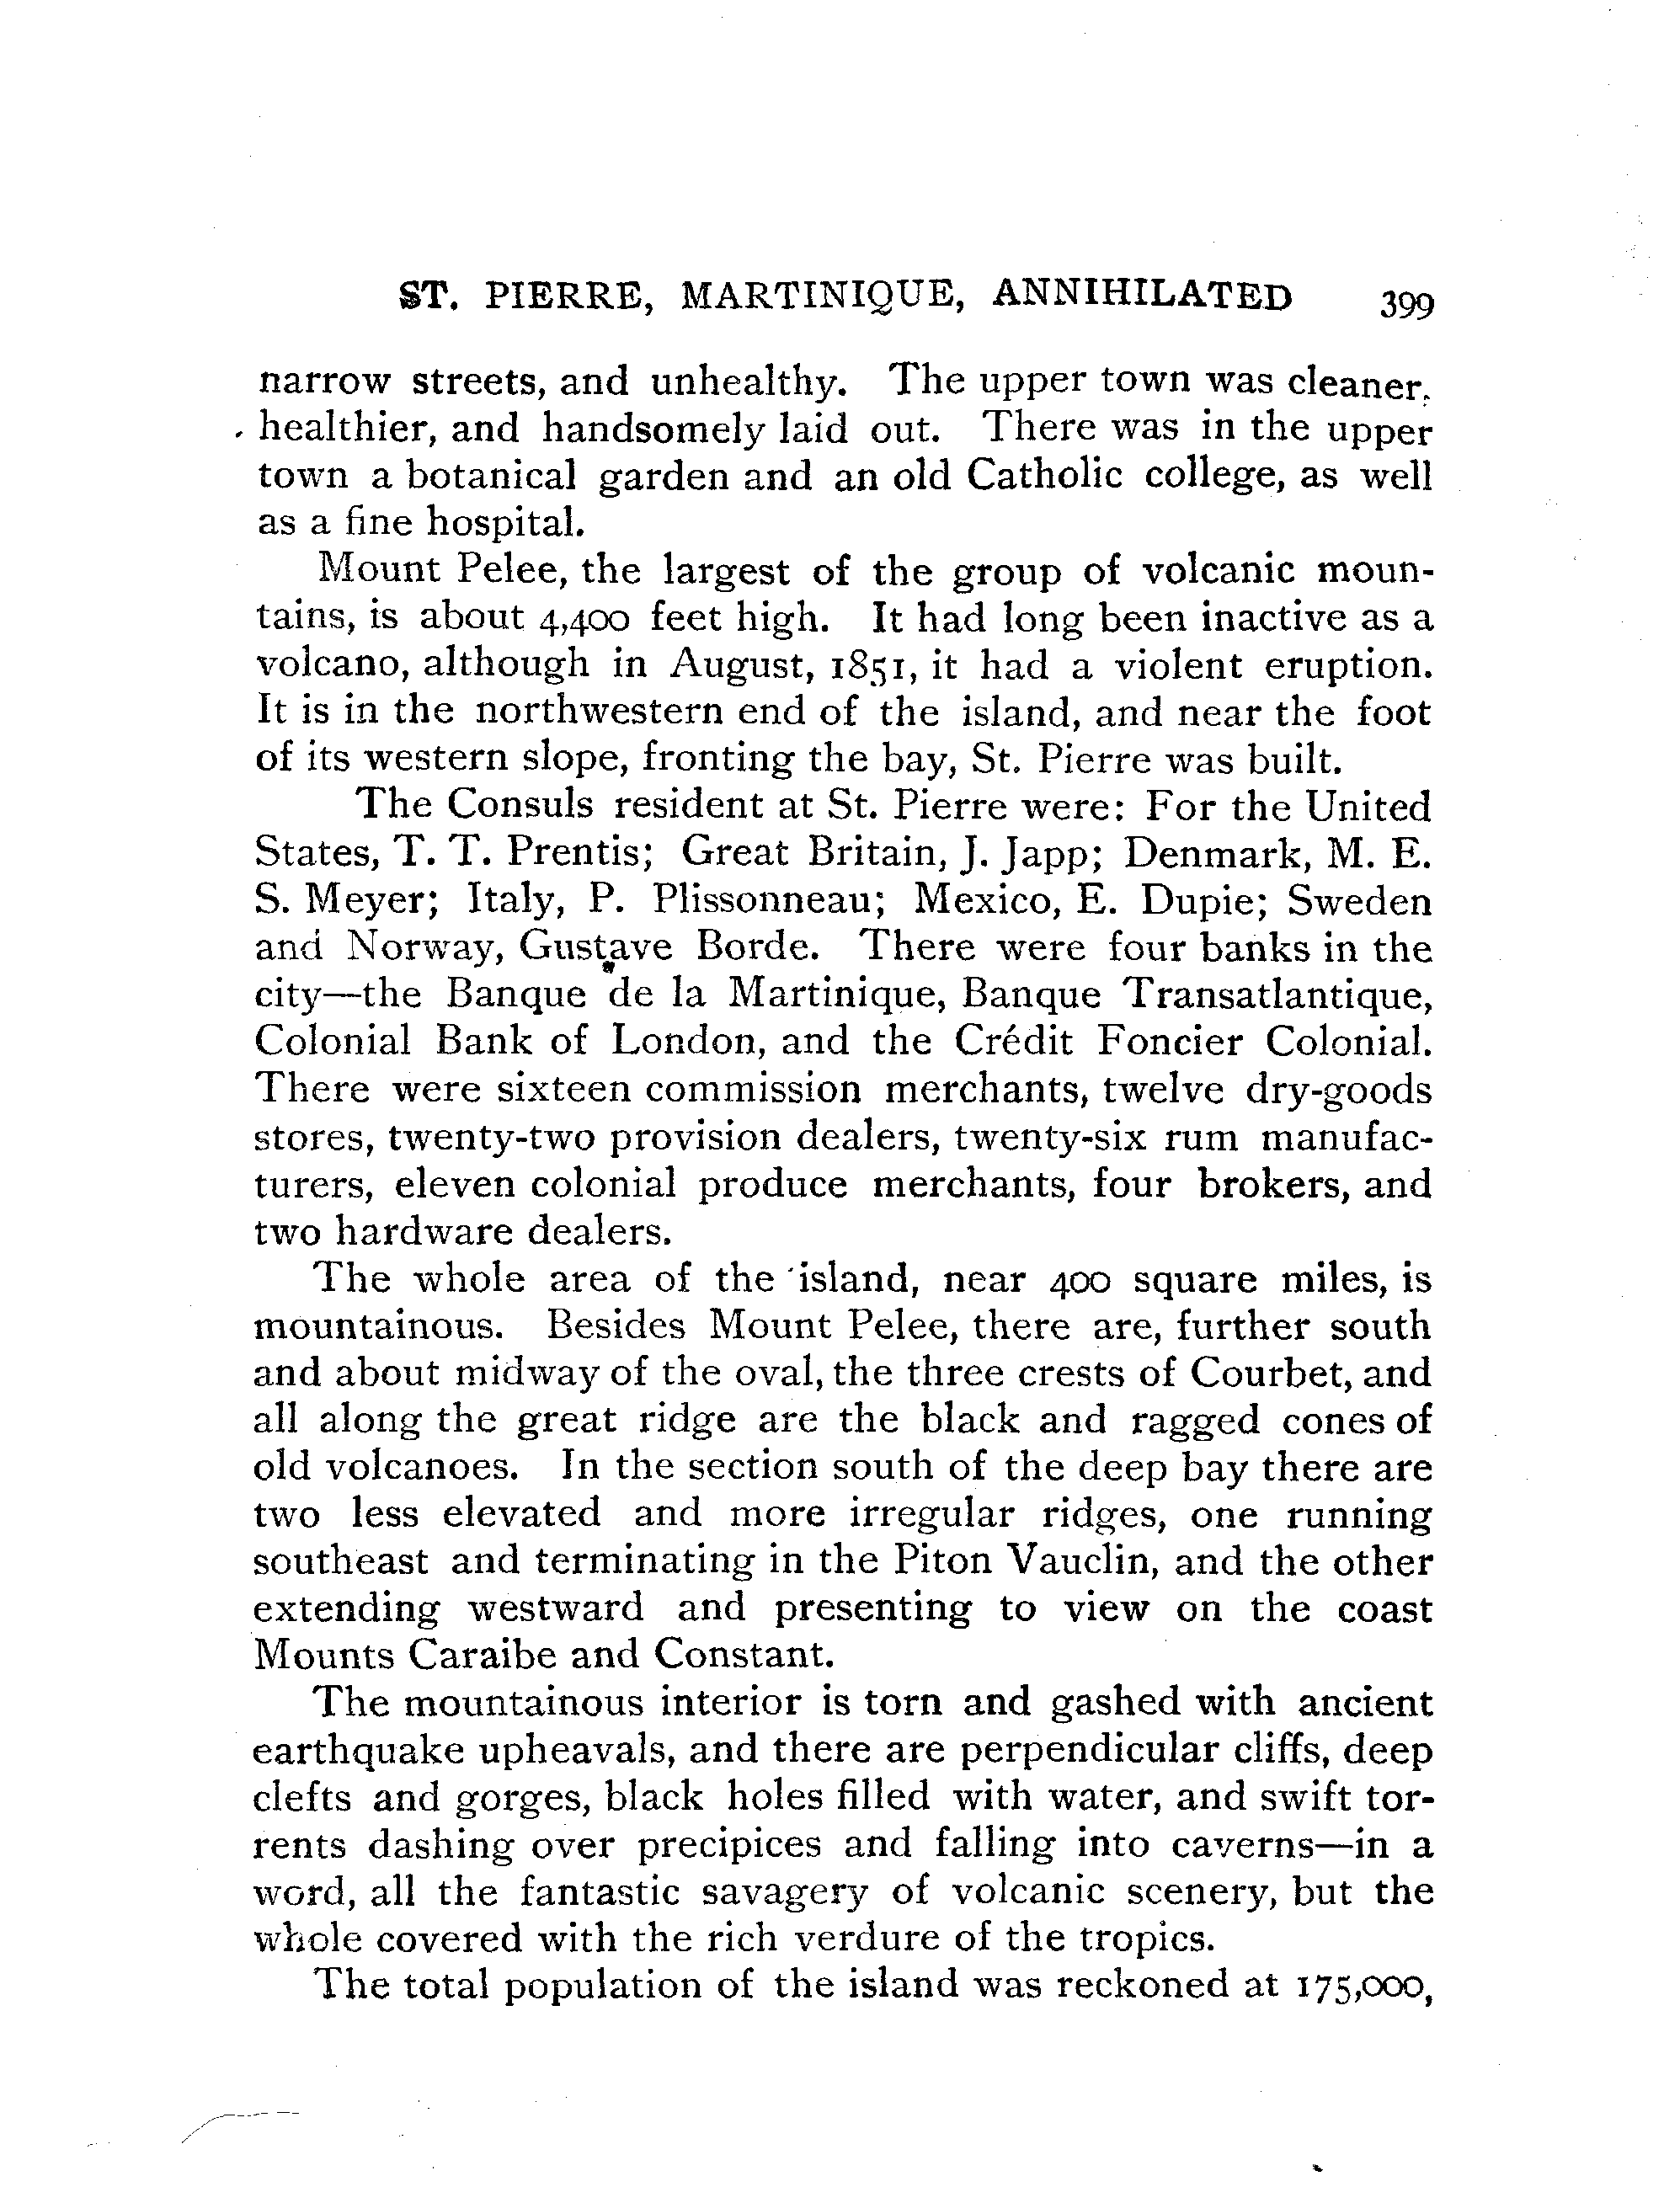 ST. PIERRE, MARTINIQUE, ANNIHILATED 399
narrow streets, and unhealthy. The upper town was cleaner,
healthier, and handsomely laid out. There was in the upper
town a botanical garden and an old Catholic college, as well
as a fine hospital.
Mount Pelee, the largest of the group of volcanic moun-
tains, is about 4,400 feet high. It had long been inactive as a
volcano, although in August, 1851, it had a violent eruption.
It is in the northwestern end of the island, and near the foot
of its western slope, fronting the bay, St. Pierre was built.
The Consuls resident at St. Pierre were: For the United
States, T. T. Prentis; Great Britain, J. Japp; Denmark, M. E.
S. Meyer; Italy, P. Plissonneau; Mexico, E. Dupie; Sweden
and Norway, Gustave Borde. There were four banks in the
city—the Banque de la Martinique, Banque Transatlantique,
Colonial Bank of London, and the Crédit Foncier Colonial.
There were sixteen commission merchants, twelve dry-goods
stores, twenty-two provision dealers, twenty-six rum manufac-
turers, eleven colonial produce merchants, four brokers, and
two hardware dealers.
The whole area of the island, near 400 square miles, is
mountainous. Besides Mount Pelee, there are, further south
and about midway of the oval, the three crests of Courbet, and
all along the great ridge are the black and ragged cones of
old volcanoes. In the section south of the deep bay there are
two less elevated and more irregular ridges, one running
southeast and terminating in the Piton Vauclin, and the other
extending westward and presenting to view on the coast
Mounts Caraibe and Constant.
The mountainous interior is torn and gashed with ancient
earthquake upheavals, and there are perpendicular cliffs, deep
clefts and gorges, black holes filled with water, and swift tor-
rents dashing over precipices and falling into caverns—in a
word, all the fantastic savagery of volcanic scenery, but the
whole covered with the rich verdure of the tropics.
The total population of the island was reckoned at 175,000,